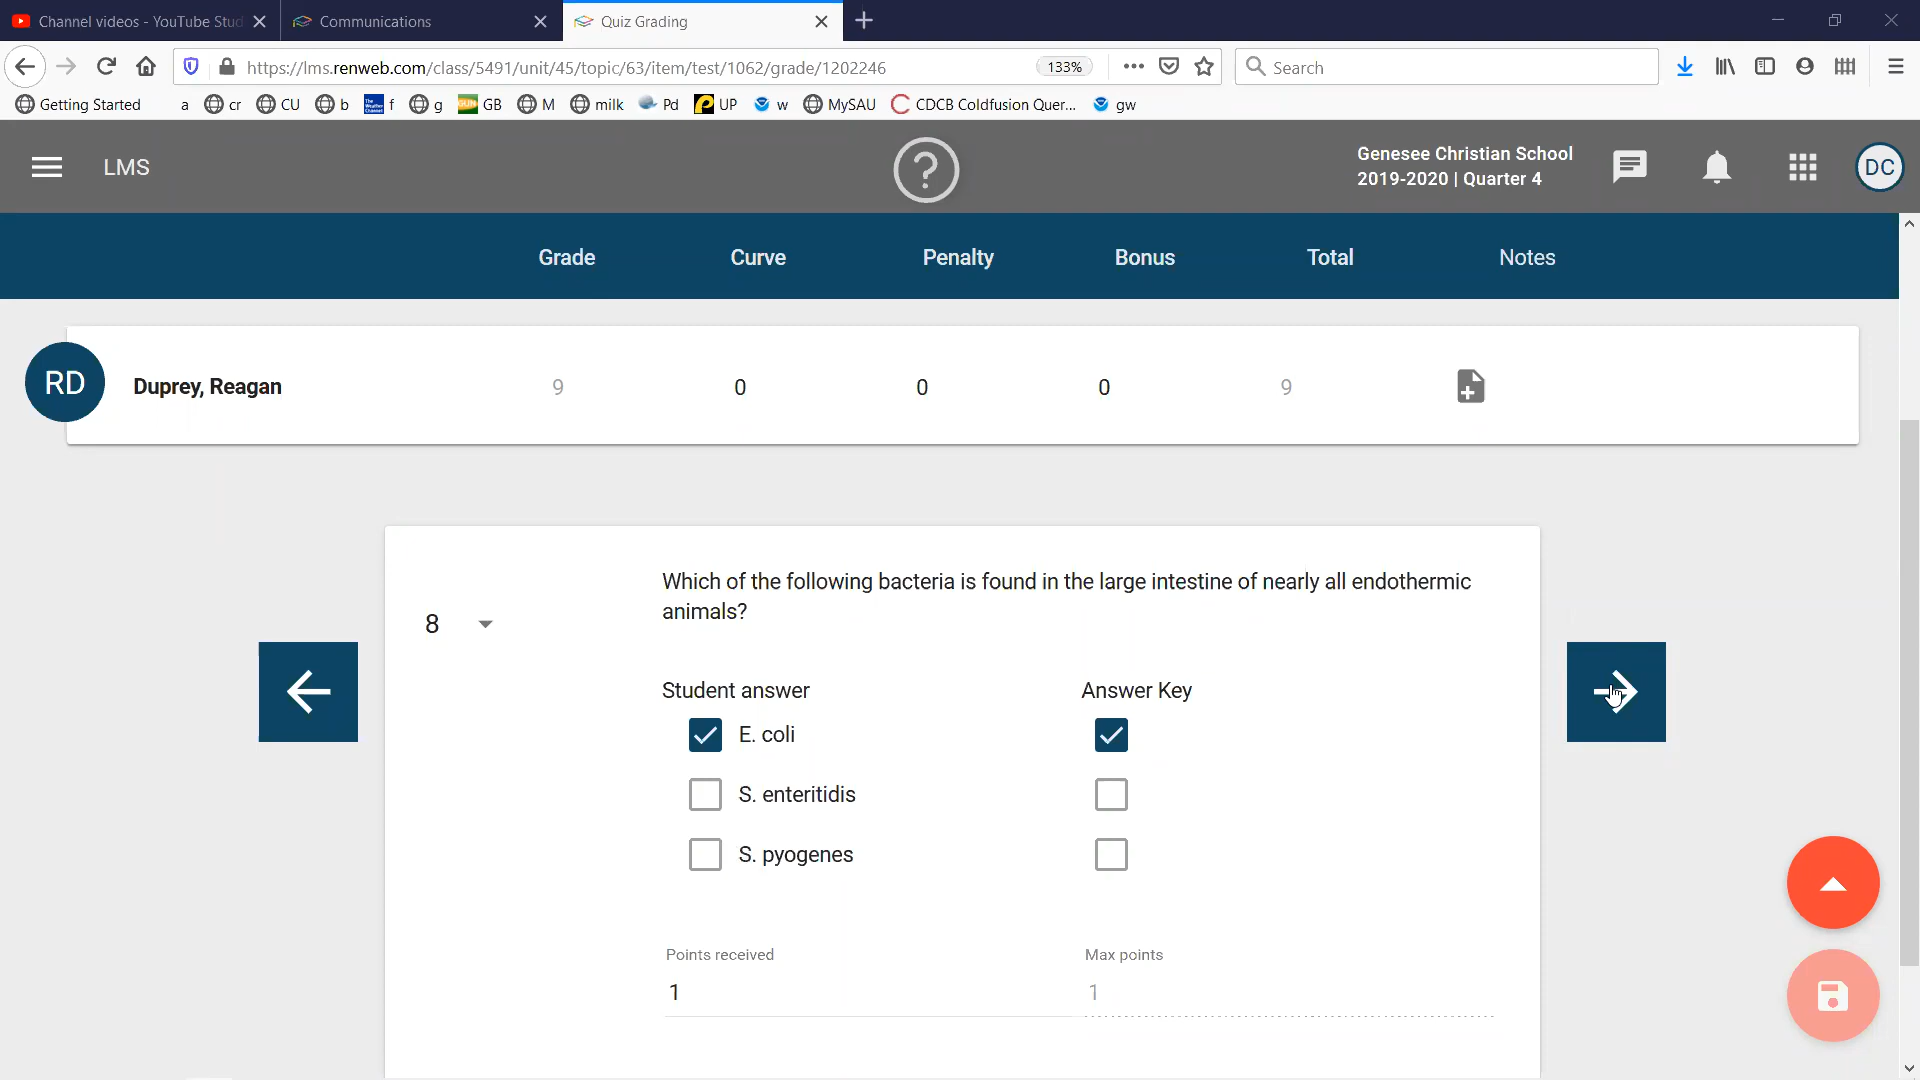 Channel videos - YouTube Stud
Communications
Quiz Grading
https://lms.renweb.com/class/5491/unit/45/topic/63/item/test/1062/grade/1202246
133%
Search
Getting Started a cr CU b f g GB M milk Pd UP w MySAU CDCB Coldfusion Quer... gw
LMS
?
Genesee Christian School
2019-2020 | Quarter 4
DC
Grade Curve Penalty Bonus Total Notes
RD Duprey, Reagan 9 0 0 0 9
Which of the following bacteria is found in the large intestine of nearly all endothermic
animals?
8
Student answer Answer Key
E. coli
S. enteritidis
S. pyogenes
Points received Max points
1 1